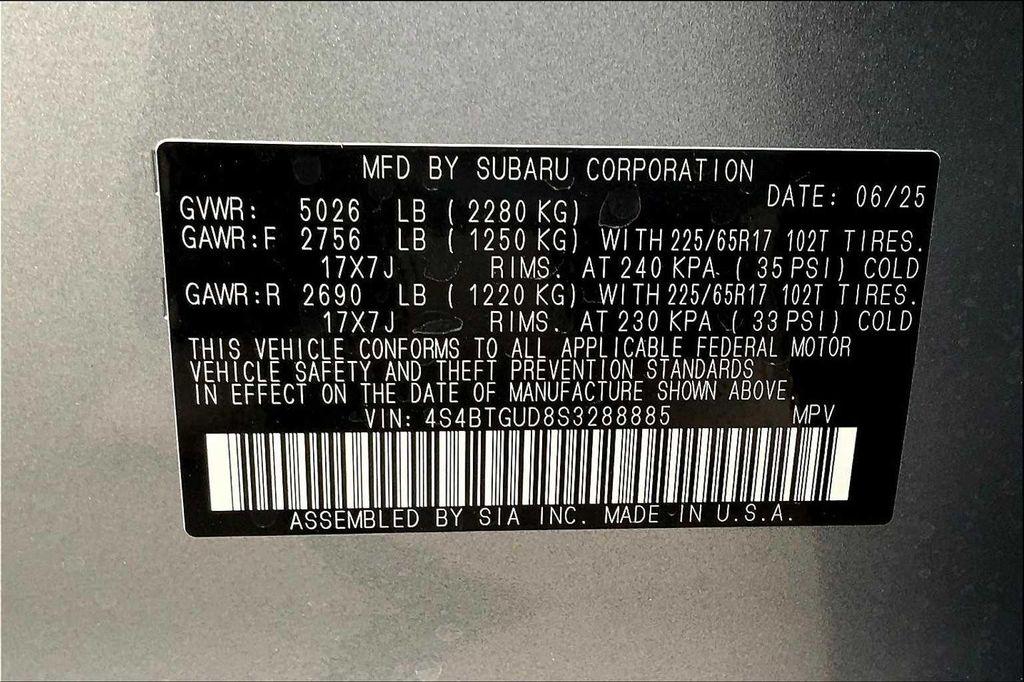 MFD BY SUBARU CORPORATION
DATE: 06/25
GVWR: 5026 LB ( 2280 KG)
GAWR:F 2756 LB ( 1250 KG) WITH 225/65R17 102T TIRES.
17X7J RIMS. AT 240 KPA ( 35 PSI) COLD
GAWR:R 2690 LB ( 1220 KG) WITH 225/65R17 102T TIRES.
17X7J RIMS. AT 230 KPA ( 33 PSI) COLD
THIS VEHICLE CONFORMS TO ALL APPLICABLE FEDERAL MOTOR
VEHICLE SAFETY AND THEFT PREVENTION STANDARDS
IN EFFECT ON THE DATE OF MANUFACTURE SHOWN ABOVE.
VIN: 4S4BTGUD8S3288885 MPV
ASSEMBLED BY SIA INC. MADE IN U.S.A.